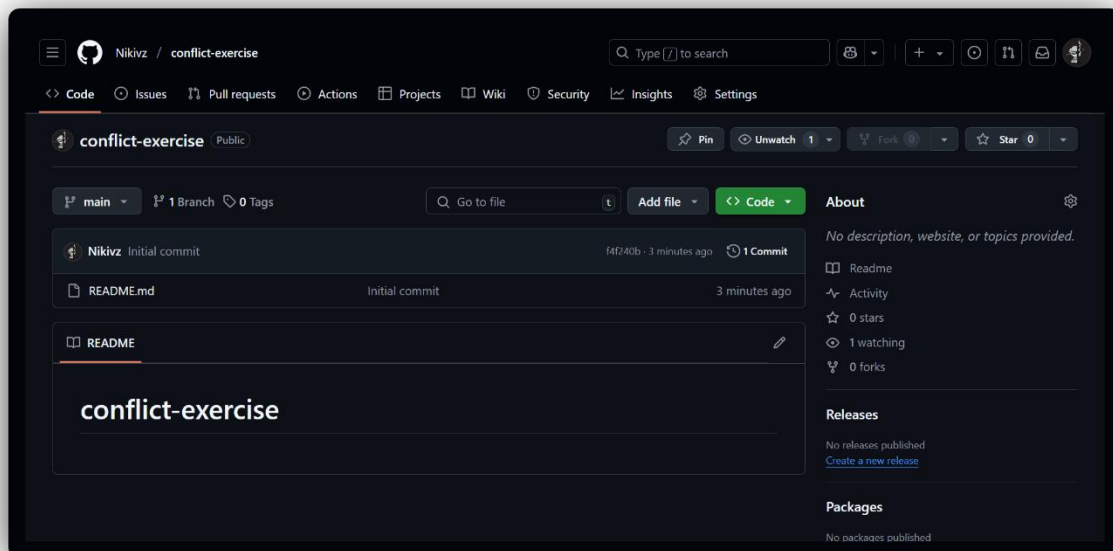 Nikivz / conflict-exercise
Type / to search
Code Issues Pull requests Actions Projects Wiki Security Insights Settings
conflict-exercise Public
Pin Unwatch 1 Fork 0 Star 0
main 1 Branch 0 Tags
Go to file t Add file Code
Nikivz Initial commit f4f240b · 3 minutes ago 1 Commit
README.md Initial commit 3 minutes ago
README
conflict-exercise
About
No description, website, or topics provided.
Readme
Activity
0 stars
1 watching
0 forks
Releases
No releases published
Create a new release
Packages
No packages published